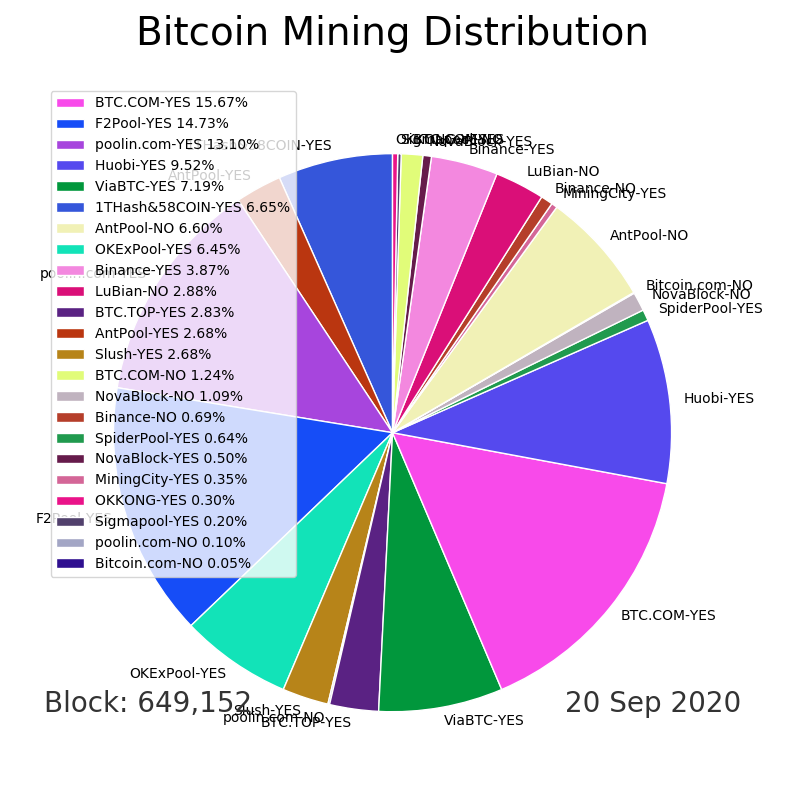 Bitcoin Mining Distribution
BTC.COM-YES 15.67%
F2Pool-YES 14.73%
poolin.com-YES 13.10%
Huobi-YES 9.52%
ViaBTC-YES 7.19%
1THash&58COIN-YES 6.65%
AntPool-NO 6.60%
OKExPool-YES 6.45%
Binance-YES 3.87%
LuBian-NO 2.88%
BTC.TOP-YES 2.83%
AntPool-YES 2.68%
Slush-YES 2.68%
BTC.COM-NO 1.24%
NovaBlock-NO 1.09%
Binance-NO 0.69%
SpiderPool-YES 0.64%
NovaBlock-YES 0.50%
MiningCity-YES 0.35%
OKKONG-YES 0.30%
Sigmapool-YES 0.20%
poolin.com-NO 0.10%
Bitcoin.com-NO 0.05%
Binance-YES
LuBian-NO
Binance-NO
MiningCity-YES
AntPool-NO
Bitcoin.com-NO
NovaBlock-NO
SpiderPool-YES
Huobi-YES
BTC.COM-YES
ViaBTC-YES
BTC.TOP-YES
poolin.com-NO
Slush-YES
OKExPool-YES
F2Pool-YES
AntPool-YES
Block: 649,152
20 Sep 2020